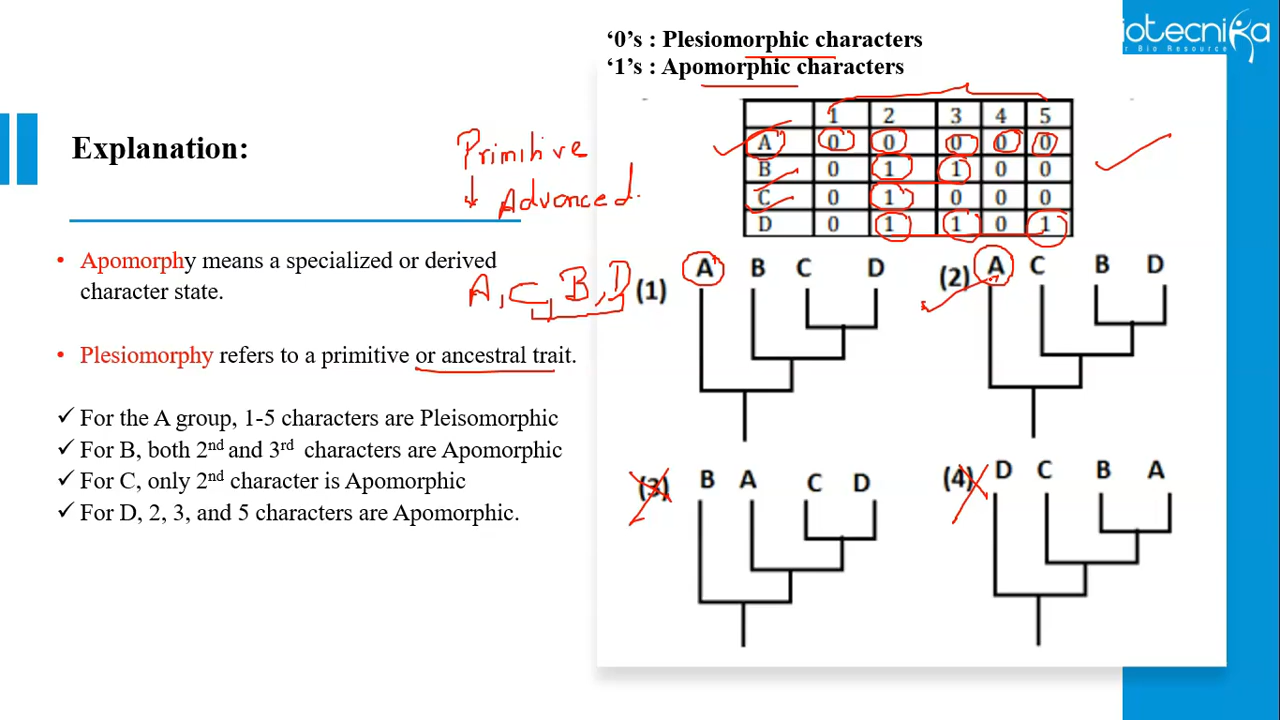 ‘0’s : Plesiomorphic characters
‘1’s : Apomorphic characters
iotecnika
r Bio Resource
Explanation:
Primitive
↓ Advanced.
1 2 3 4 5
A 0 0 0 0 0
B 0 1 1 0 0
C 0 1 0 0 0
D 0 1 1 0 1
• Apomorphy means a specialized or derived
character state.
A, C, B, D
• Plesiomorphy refers to a primitive or ancestral trait.
✓ For the A group, 1-5 characters are Pleisomorphic
✓ For B, both 2nd and 3rd characters are Apomorphic
✓ For C, only 2nd character is Apomorphic
✓ For D, 2, 3, and 5 characters are Apomorphic.
(1) A B C D
(2) A C B D
(3) B A C D
(4) D C B A